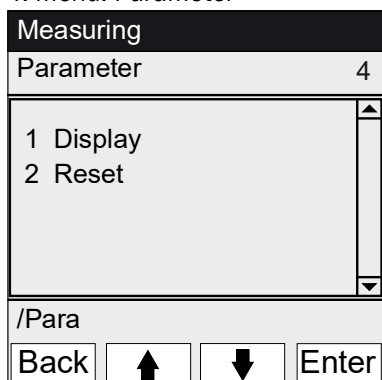 Measuring
Parameter 4
1 Display
2 Reset
/Para
Back Enter